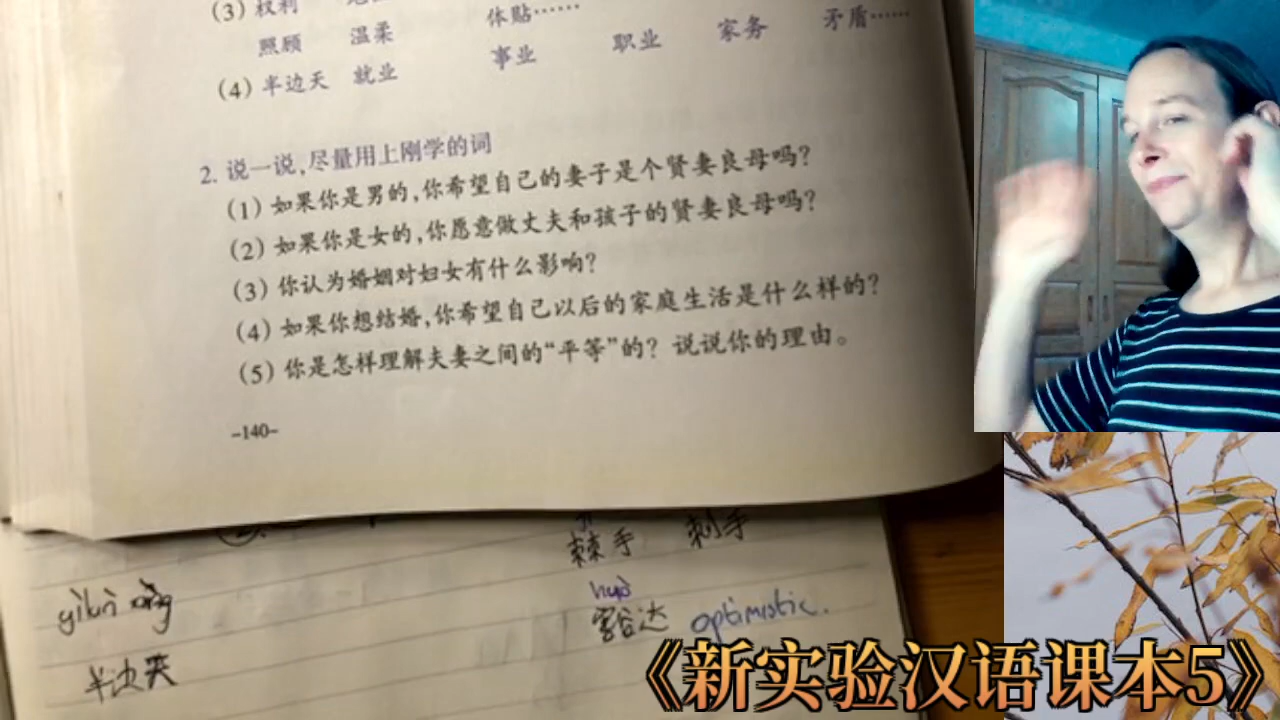 (3) 权利
体贴……
照顾 温柔
事业 职业 家务 矛盾……
(4) 半边天 就业
2. 说一说,尽量用上刚学的词
(1) 如果你是男的,你希望自己的妻子是个贤妻良母吗?
(2) 如果你是女的,你愿意做丈夫和孩子的贤妻良母吗?
(3) 你认为婚姻对妇女有什么影响?
(4) 如果你想结婚,你希望自己以后的家庭生活是什么样的?
(5) 你是怎样理解夫妻之间的“平等”的? 说说你的理由。
-140-
棘手 刺手
yìlùn
huò
达 optimistic.
半边天
《新实验汉语课本5》